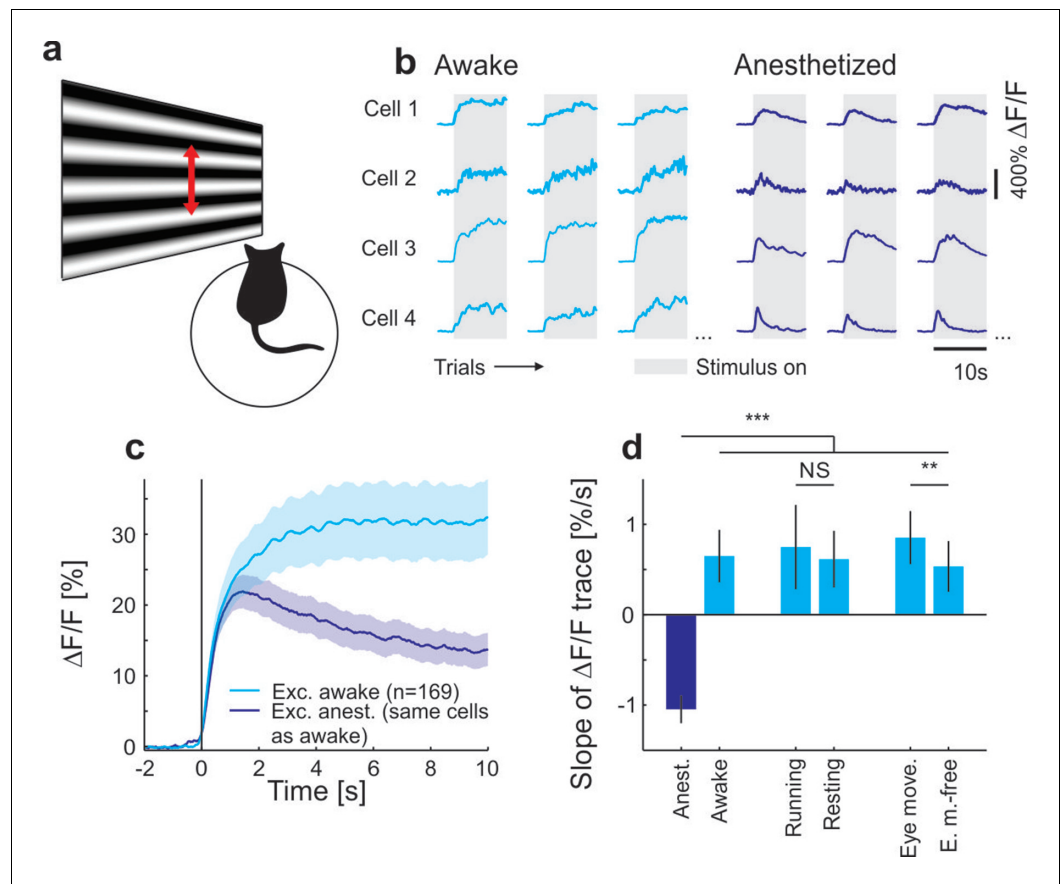 a
b
Awake
Anesthetized
Cell 1
Cell 2
Cell 3
Cell 4
400% ΔF/F
...
...
Trials
Stimulus on
10s
c
ΔF/F [%]
30
20
10
0
-2
0
2
4
6
8
10
Time [s]
Exc. awake (n=169)
Exc. anest. (same cells
as awake)
d
***
NS
**
Slope of ΔF/F trace [%/s]
1
0
-1
Anest.
Awake
Running
Resting
Eye move.
E. m.-free